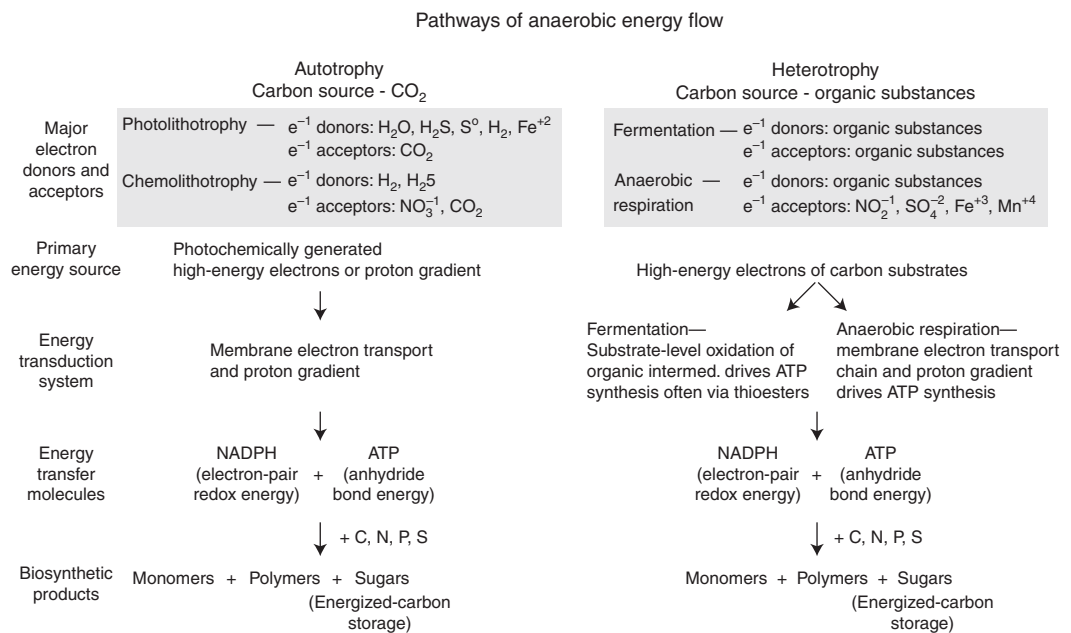 Pathways of anaerobic energy flow
Autotrophy
Carbon source - CO₂
Heterotrophy
Carbon source - organic substances
Major
electron
donors and
acceptors
Photolithotrophy — e⁻¹ donors: H₂O, H₂S, S⁰, H₂, Fe⁺²
e⁻¹ acceptors: CO₂
Chemolithotrophy — e⁻¹ donors: H₂, H₂5
e⁻¹ acceptors: NO₃⁻¹, CO₂
Fermentation — e⁻¹ donors: organic substances
e⁻¹ acceptors: organic substances
Anaerobic — e⁻¹ donors: organic substances
respiration e⁻¹ acceptors: NO₂⁻¹, SO₄⁻², Fe⁺³, Mn⁺⁴
Primary
energy source
Photochemically generated
high-energy electrons or proton gradient
High-energy electrons of carbon substrates
Energy
transduction
system
Membrane electron transport
and proton gradient
Fermentation—
Substrate-level oxidation of
organic intermed. drives ATP
synthesis often via thioesters
Anaerobic respiration—
membrane electron transport
chain and proton gradient
drives ATP synthesis
Energy
transfer
molecules
NADPH
(electron-pair
redox energy)
+
ATP
(anhydride
bond energy)
NADPH
(electron-pair
redox energy)
+
ATP
(anhydride
bond energy)
+ C, N, P, S
+ C, N, P, S
Biosynthetic
products
Monomers + Polymers + Sugars
(Energized-carbon
storage)
Monomers + Polymers + Sugars
(Energized-carbon
storage)